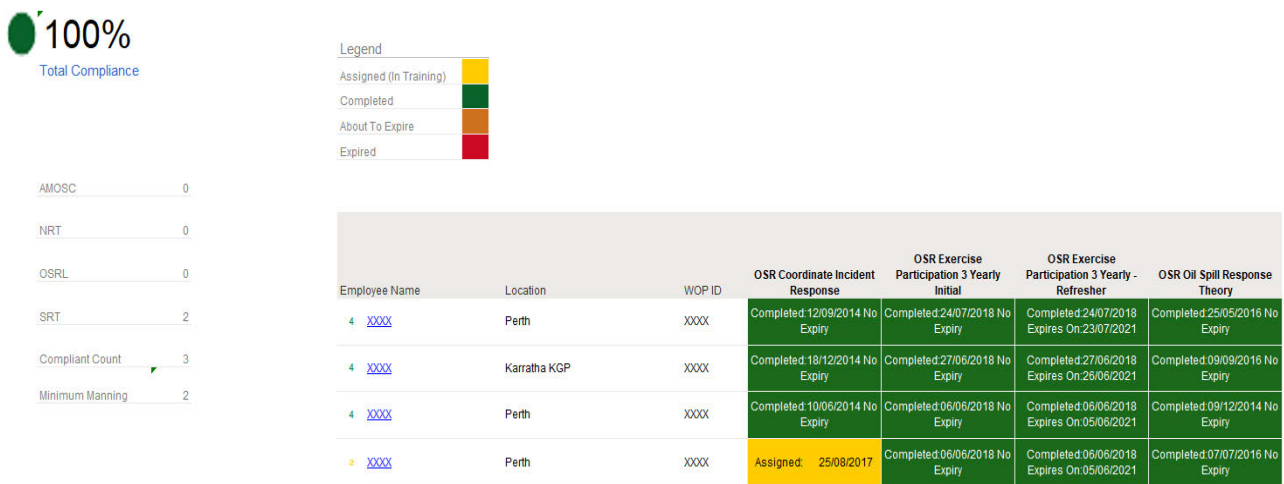 100%
Total Compliance
Legend
Assigned (In Training)
Completed
About To Expire
Expired
AMOSC 0
NRT 0
OSRL 0
SRT 2
Compliant Count 3
Minimum Manning 2
Employee Name Location WOP ID OSR Coordinate Incident Response OSR Exercise Participation 3 Yearly Initial OSR Exercise Participation 3 Yearly - Refresher OSR Oil Spill Response Theory
4 XXXX Perth XXXX Completed:12/09/2014 No Expiry Completed:24/07/2018 No Expiry Completed:24/07/2018 Expires On:23/07/2021 Completed:25/05/2016 No Expiry
4 XXXX Karratha KGP XXXX Completed:18/12/2014 No Expiry Completed:27/06/2018 No Expiry Completed:27/06/2018 Expires On:26/06/2021 Completed:09/09/2016 No Expiry
4 XXXX Perth XXXX Completed:10/06/2014 No Expiry Completed:06/06/2018 No Expiry Completed:06/06/2018 Expires On:05/06/2021 Completed:09/12/2014 No Expiry
XXXX Perth XXXX Assigned: 25/08/2017 Completed:06/06/2018 No Expiry Completed:06/06/2018 Expires On:05/06/2021 Completed:07/07/2016 No Expiry